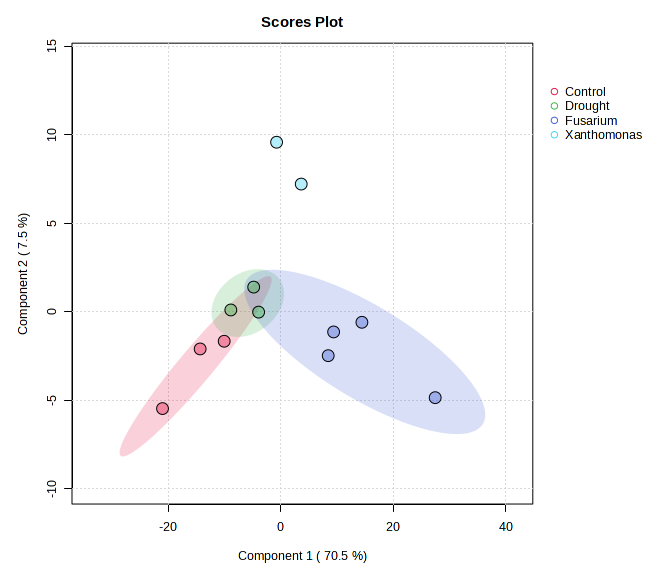 Scores Plot
15
10
5
0
-5
-10
Component 2 ( 7.5 %)
-20
0
20
40
Component 1 ( 70.5 %)
Control
Drought
Fusarium
Xanthomonas